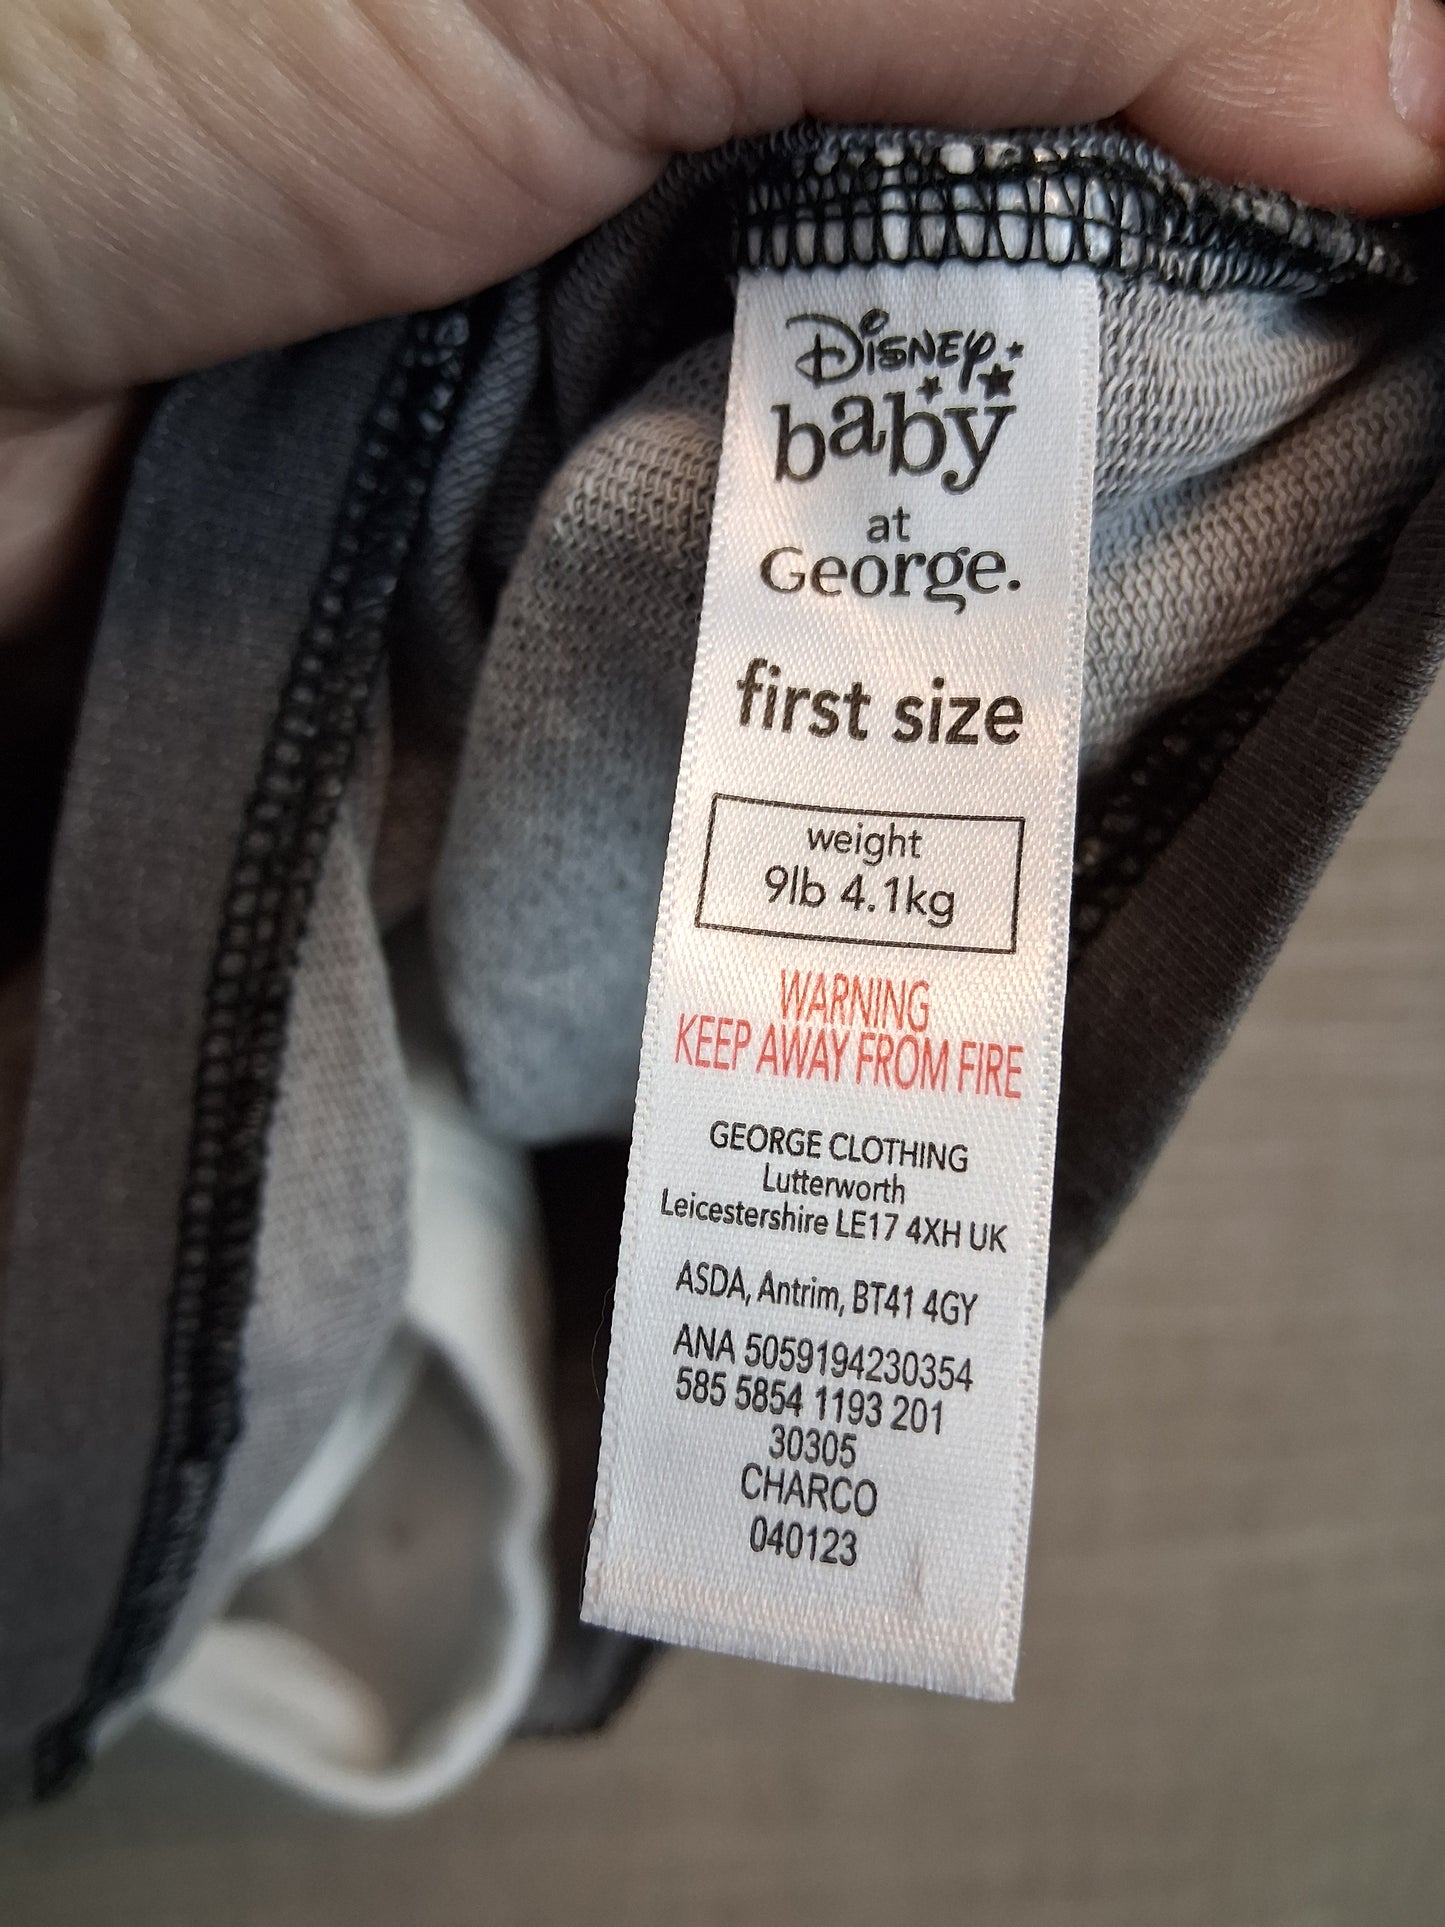 Disney
baby
at
George.
first size
weight
9lb 4.1kg
WARNING
KEEP AWAY FROM FIRE
GEORGE CLOTHING
Lutterworth
Leicestershire LE17 4XH UK
ASDA, Antrim, BT41 4GY
ANA 5059194230354
585 5854 1193 201
30305
CHARCO
040123